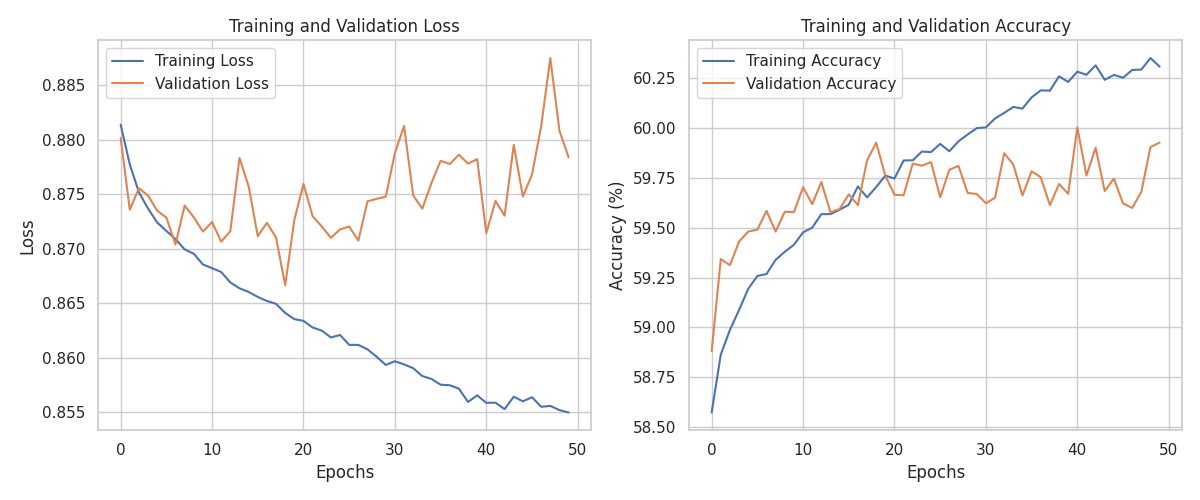 Training and Validation Loss
Training Loss
Validation Loss
0.885
0.880
0.875
0.870
0.865
0.860
0.855
Loss
0
10
20
30
40
50
Epochs
Training and Validation Accuracy
Training Accuracy
Validation Accuracy
60.25
60.00
59.75
59.50
59.25
59.00
58.75
58.50
Accuracy (%)
0
10
20
30
40
50
Epochs